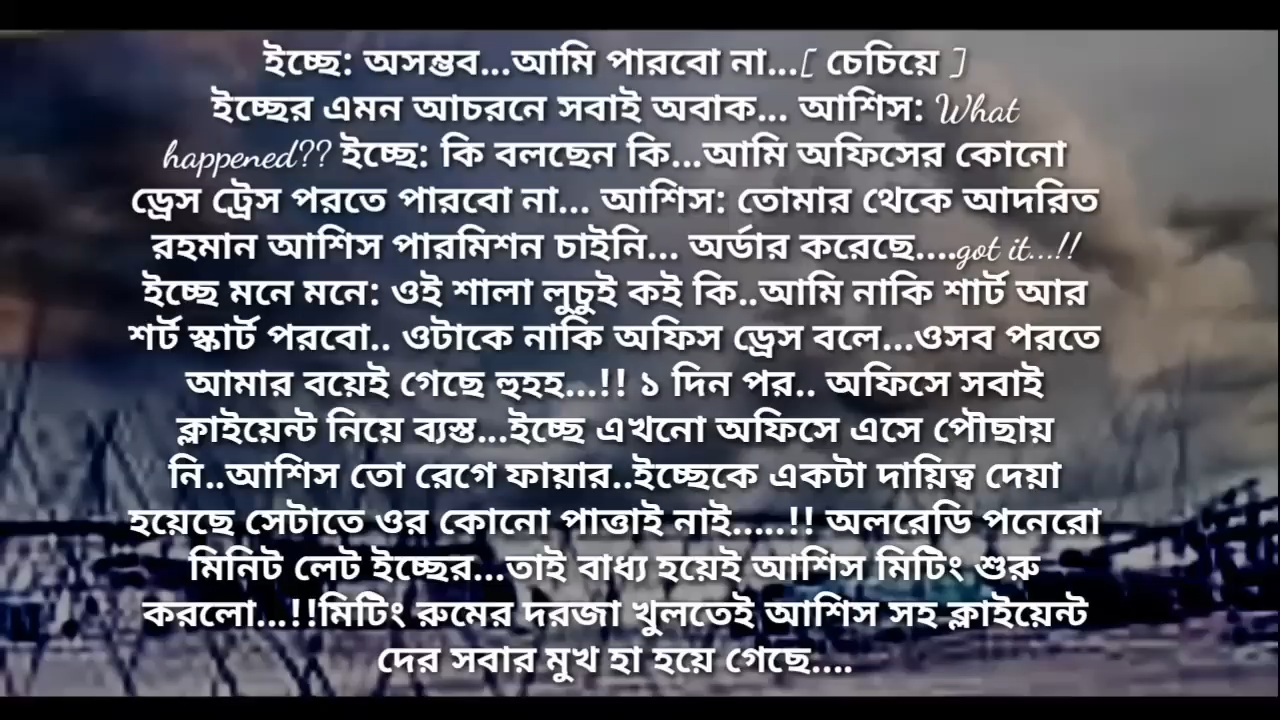 ইচ্ছে: অসম্ভব...আমি পারবো না...[ চেচিয়ে ]
ইচ্ছের এমন আচরনে সবাই অবাক... আশিস: What
happened?? ইচ্ছে: কি বলছেন কি...আমি অফিসের কোনো
ড্রেস ট্রেস পরতে পারবো না... আশিস: তোমার থেকে আদরিত
রহমান আশিস পারমিশন চাইনি... অর্ডার করেছে....got it...!!
ইচ্ছে মনে মনে: ওই শালা লুচুই কই কি..আমি নাকি শার্ট আর
শর্ট স্কার্ট পরবো.. ওটাকে নাকি অফিস ড্রেস বলে...ওসব পরতে
আমার বয়েই গেছে হুহহ...!! ১ দিন পর.. অফিসে সবাই
ক্লাইয়েন্ট নিয়ে ব্যস্ত...ইচ্ছে এখনো অফিসে এসে পৌছায়
নি..আশিস তো রেগে ফায়ার..ইচ্ছেকে একটা দায়িত্ব দেয়া
হয়েছে সেটাতে ওর কোনো পাত্তাই নাই.....!! অলরেডি পনেরো
মিনিট লেট ইচ্ছের...তাই বাধ্য হয়েই আশিস মিটিং শুরু
করলো...!!মিটিং রুমের দরজা খুলতেই আশিস সহ ক্লাইয়েন্ট
দের সবার মুখ হা হয়ে গেছে....